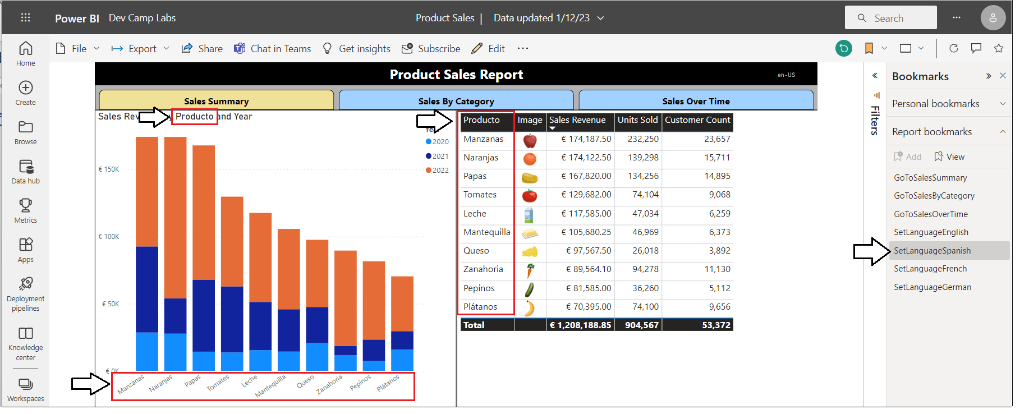 Power BI Dev Camp Labs
Product Sales | Data updated 1/12/23
Search
File
Export
Share
Chat in Teams
Get insights
Subscribe
Edit
Home
Create
Browse
Data hub
Metrics
Apps
Deployment
pipelines
Knowledge
center
Workspaces
Product Sales Report
en-US
Sales Summary
Sales By Category
Sales Over Time
Sales Producto and Year
2020
2021
2022
€ 150K
€ 100K
€ 50K
Manzanas
Naranjas
Papas
Tomates
Leche
Mantequilla
Queso
Zanahoria
Pepinos
Plátanos
Producto Image Sales Revenue Units Sold Customer Count
Manzanas € 174,187.50 232,250 23,657
Naranjas € 174,122.50 139,298 15,711
Papas € 167,820.00 134,256 14,895
Tomates € 129,682.00 74,104 9,068
Leche € 117,585.00 47,034 6,259
Mantequilla € 105,680.25 46,969 6,373
Queso € 97,567.50 26,018 3,892
Zanahoria € 89,564.10 94,278 11,130
Pepinos € 81,585.00 36,260 5,112
Plátanos € 70,395.00 74,100 9,656
Total € 1,208,188.85 904,567 53,372
Filters
Bookmarks
Personal bookmarks
Report bookmarks
Add View
GoToSalesSummary
GoToSalesByCategory
GoToSalesOverTime
SetLanguageEnglish
SetLanguageSpanish
SetLanguageFrench
SetLanguageGerman